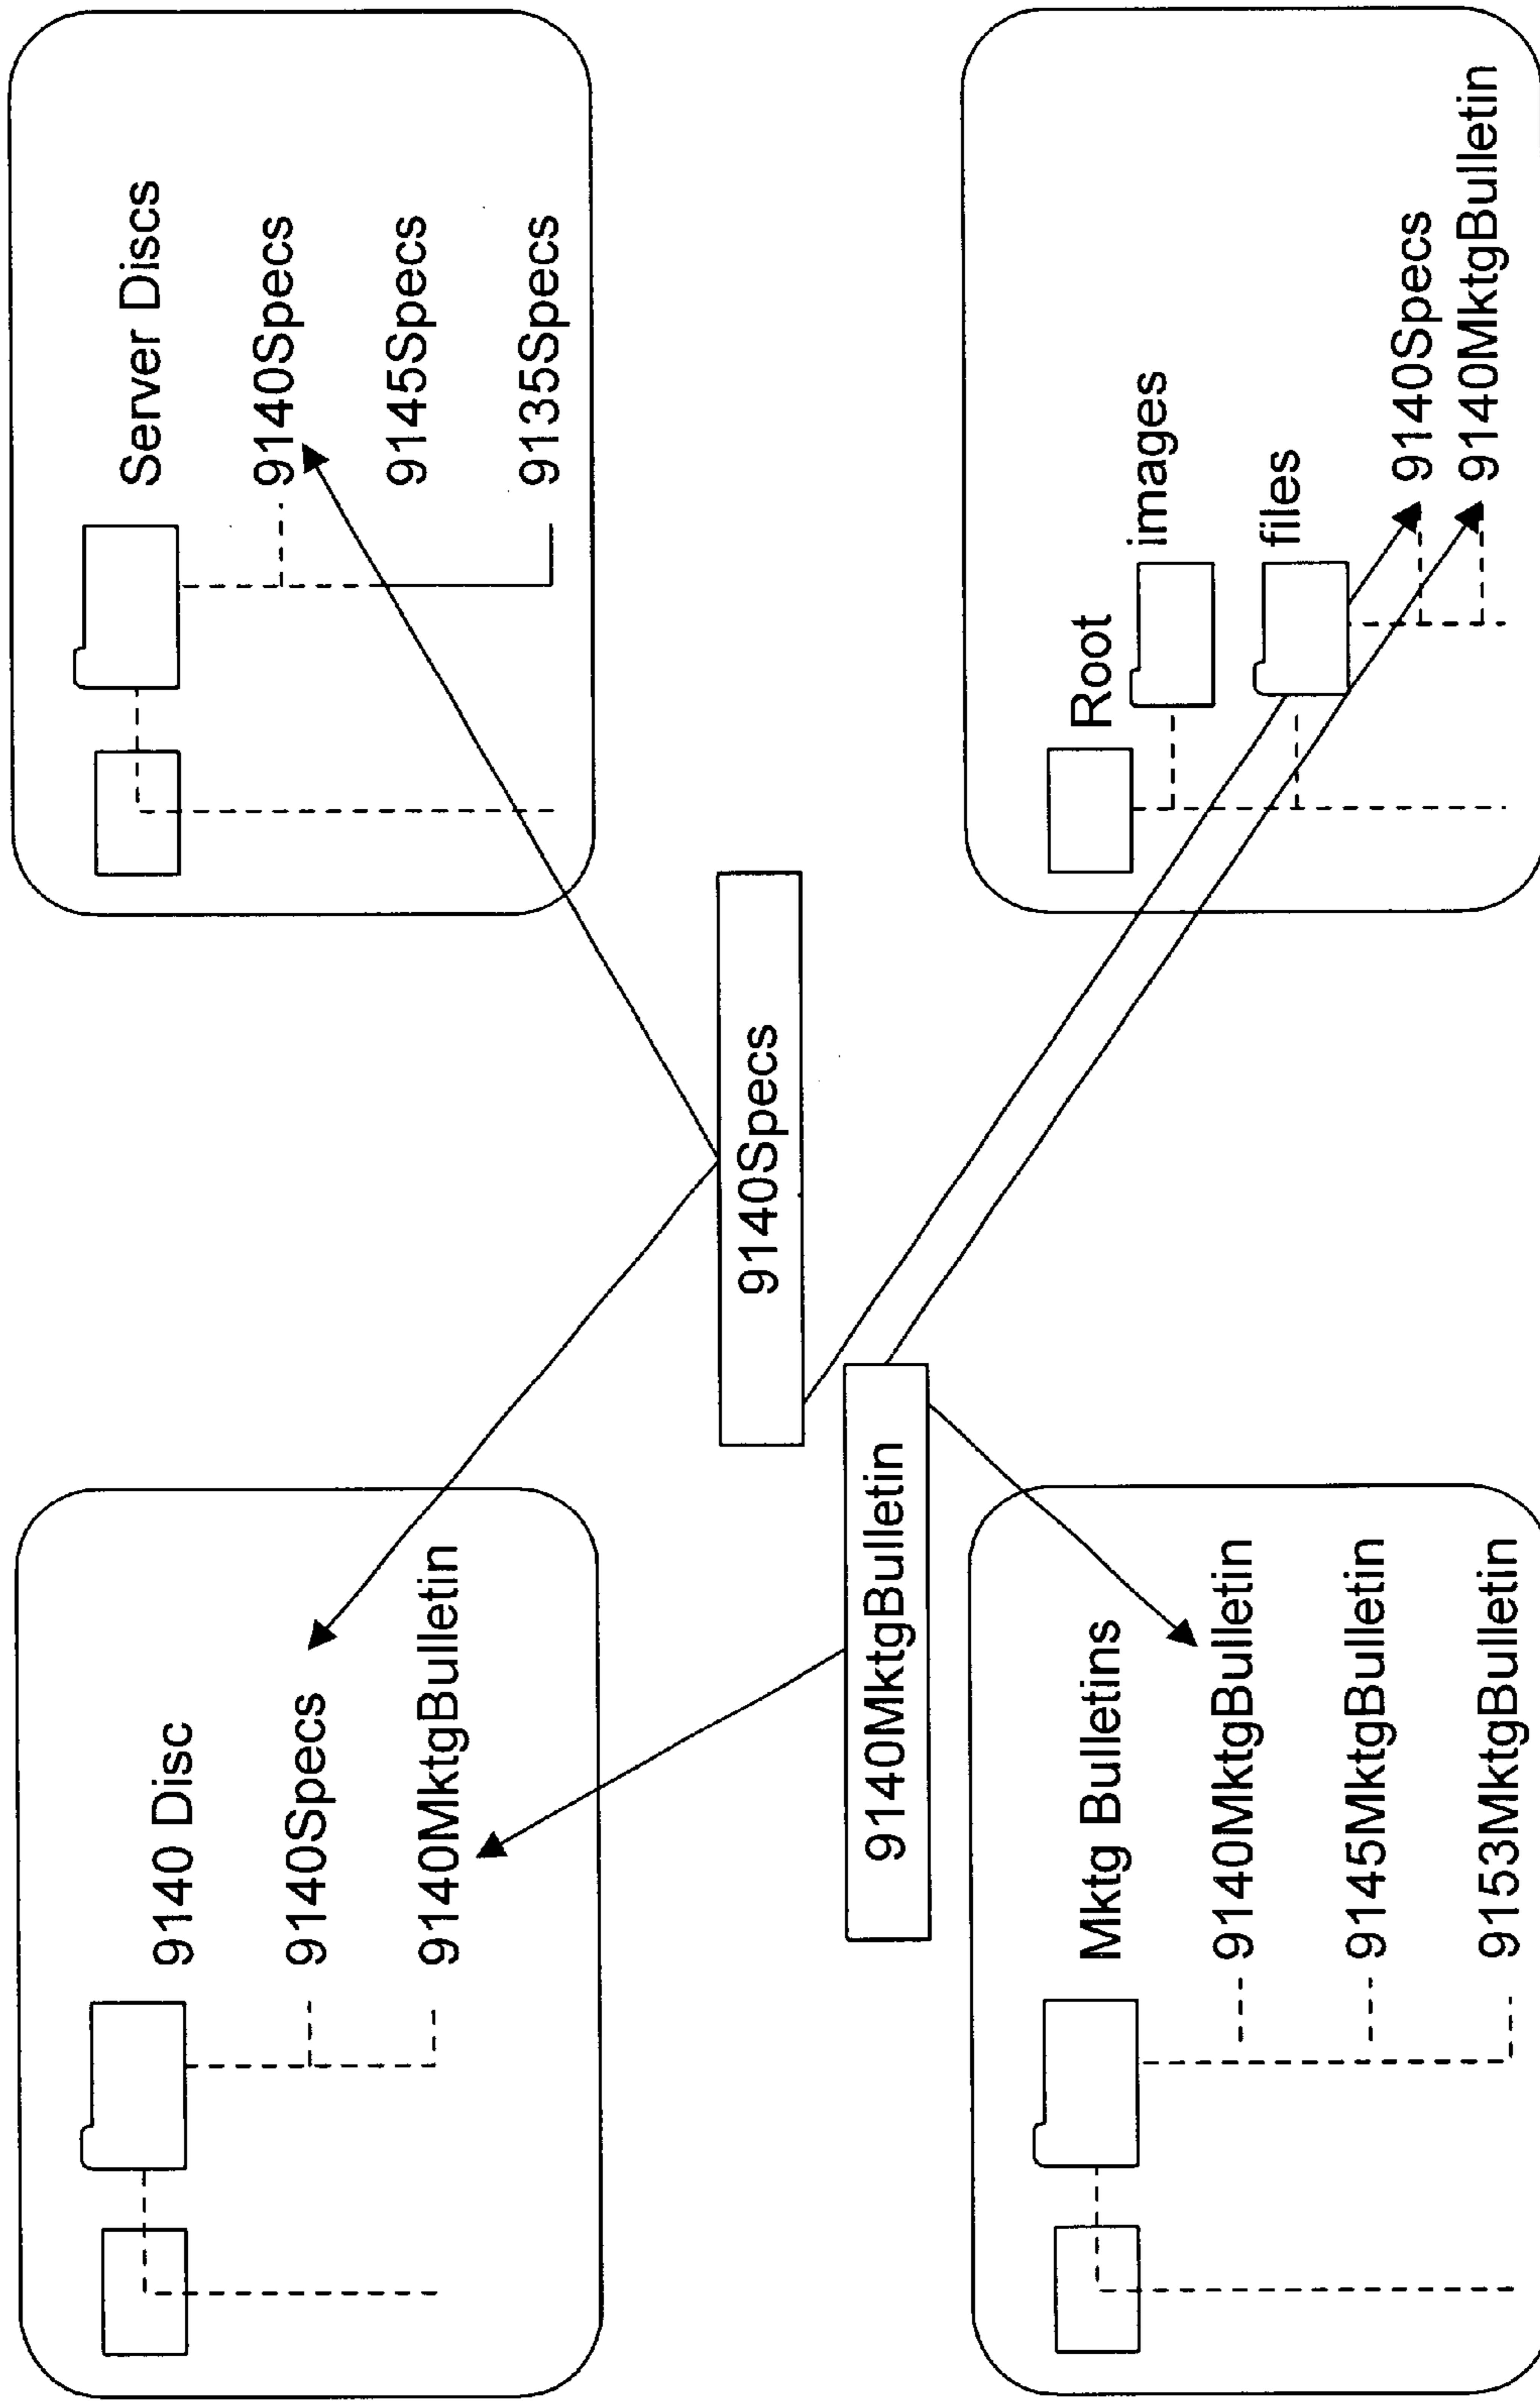 9140 Disc
9140Specs
9140MktgBulletin
Server Discs
9140Specs
9145Specs
9135Specs
9140Specs
9140MktgBulletin
Mktg Bulletins
9140MktgBulletin
9145MktgBulletin
9153MktgBulletin
Root
images
files
9140Specs
9140MktgBulletin